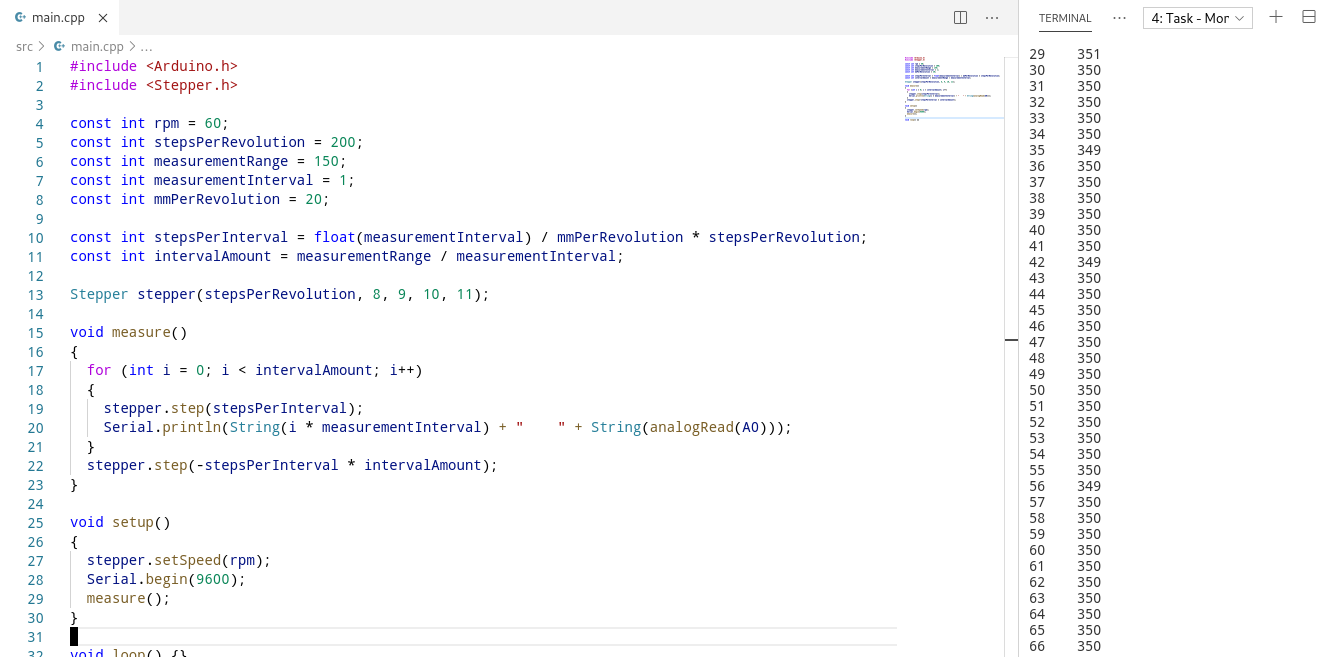 main.cpp
src > main.cpp > ...
1 #include <Arduino.h>
2 #include <Stepper.h>
3
4 const int rpm = 60;
5 const int stepsPerRevolution = 200;
6 const int measurementRange = 150;
7 const int measurementInterval = 1;
8 const int mmPerRevolution = 20;
9
10 const int stepsPerInterval = float(measurementInterval) / mmPerRevolution * stepsPerRevolution;
11 const int intervalAmount = measurementRange / measurementInterval;
12
13 Stepper stepper(stepsPerRevolution, 8, 9, 10, 11);
14
15 void measure()
16 {
17   for (int i = 0; i < intervalAmount; i++)
18   {
19     stepper.step(stepsPerInterval);
20     Serial.println(String(i * measurementInterval) + "    " + String(analogRead(A0)));
21   }
22   stepper.step(-stepsPerInterval * intervalAmount);
23 }
24
25 void setup()
26 {
27   stepper.setSpeed(rpm);
28   Serial.begin(9600);
29   measure();
30 }
31
32 void loop() {}
TERMINAL ... 4: Task - Mor
29    351
30    350
31    350
32    350
33    350
34    350
35    349
36    350
37    350
38    350
39    350
40    350
41    350
42    349
43    350
44    350
45    350
46    350
47    350
48    350
49    350
50    350
51    350
52    350
53    350
54    350
55    350
56    349
57    350
58    350
59    350
60    350
61    350
62    350
63    350
64    350
65    350
66    350